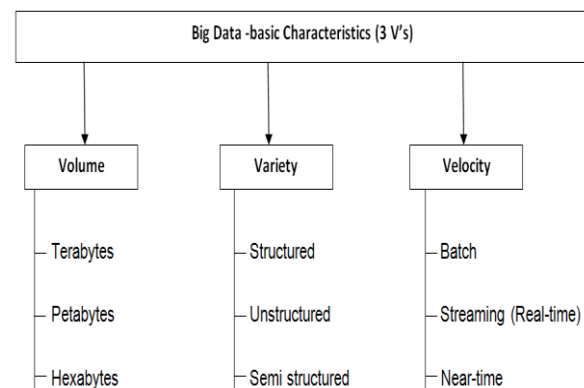 Big Data -basic Characteristics (3 V's)
Volume
Variety
Velocity
Terabytes
Structured
Batch
Petabytes
Unstructured
Streaming (Real-time)
Hexabytes
Semi structured
Near-time